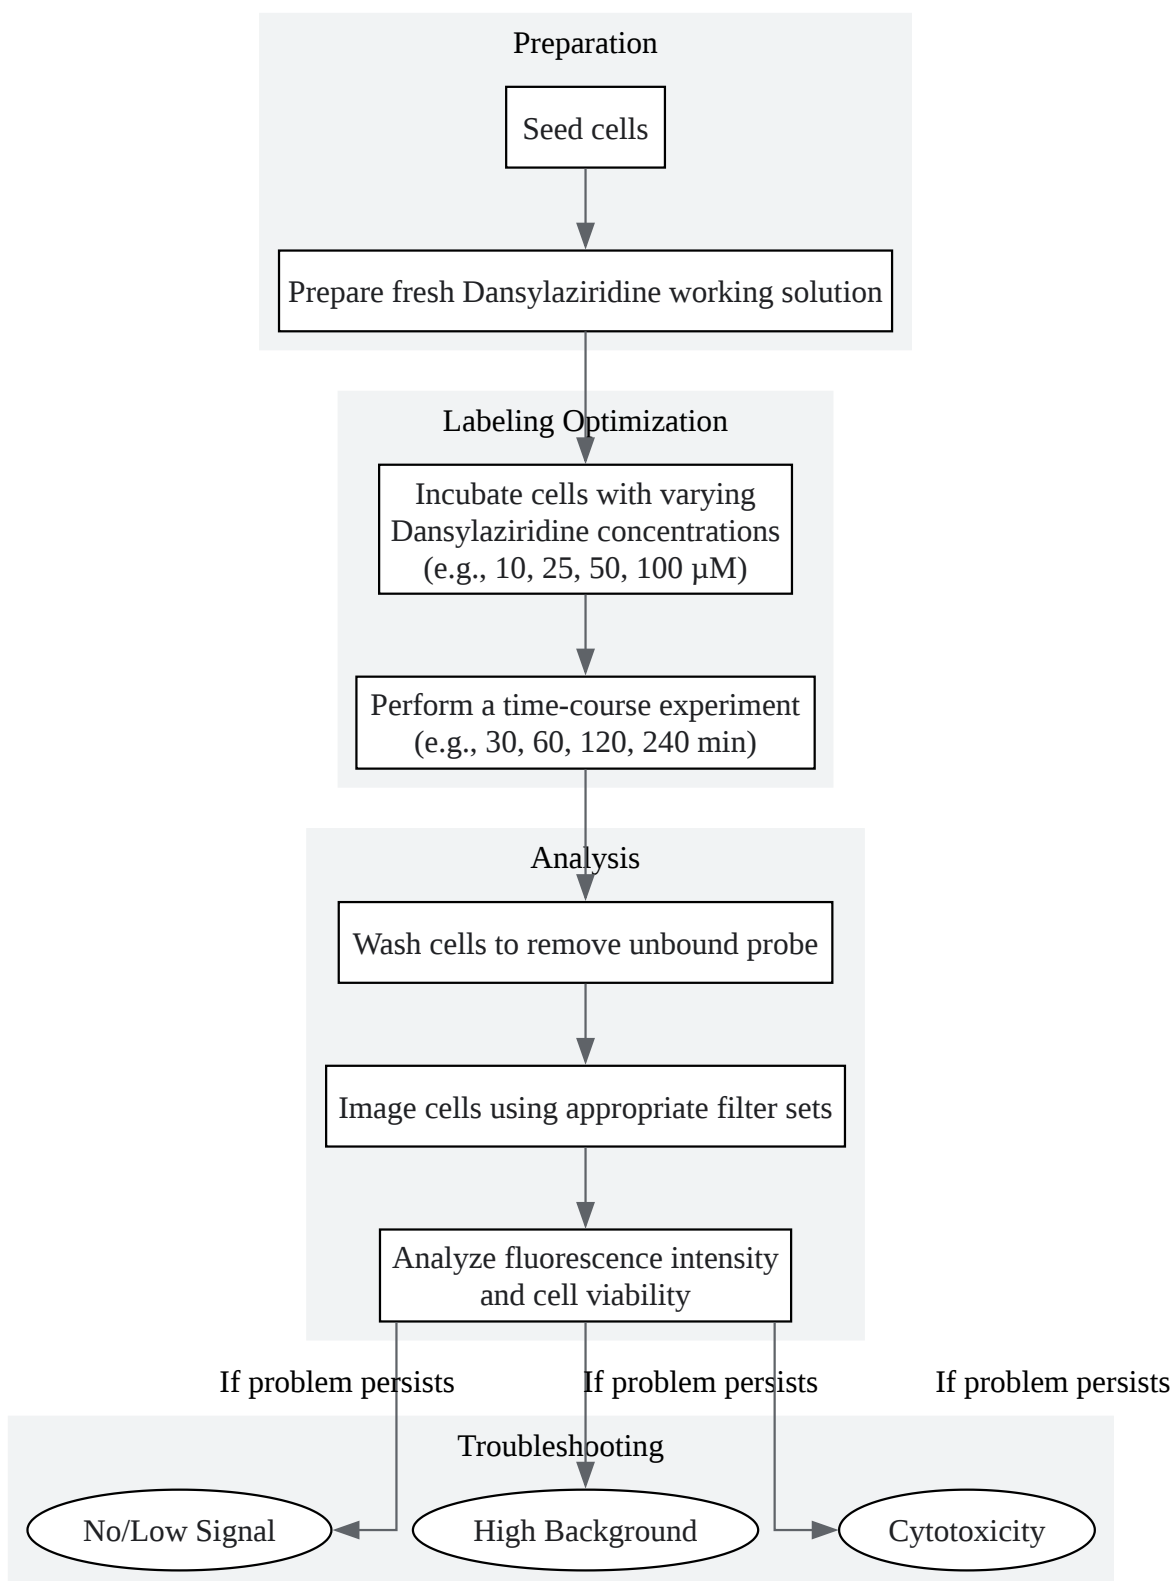 Preparation
Seed cells
Prepare fresh Dansylaziridine working solution
Labeling Optimization
Incubate cells with varying
Dansylaziridine concentrations
(e.g., 10, 25, 50, 100 µM)
Perform a time-course experiment
(e.g., 30, 60, 120, 240 min)
Analysis
Wash cells to remove unbound probe
Image cells using appropriate filter sets
Analyze fluorescence intensity
and cell viability
If problem persists
If problem persists
If problem persists
Troubleshooting
No/Low Signal
High Background
Cytotoxicity